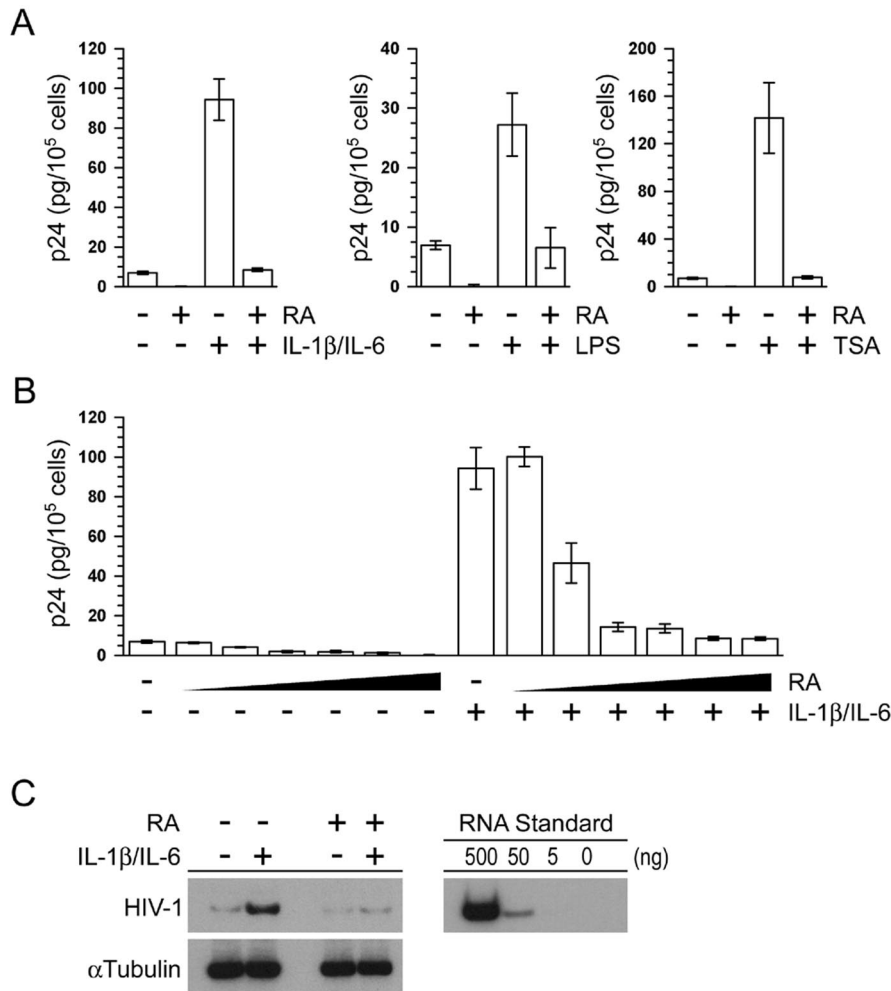 A
p24 (pg/10⁵ cells)
120
100
80
60
40
20
0
- + - + RA
- - + + IL-1β/IL-6
p24 (pg/10⁵ cells)
40
30
20
10
0
- + - + RA
- - + + LPS
p24 (pg/10⁵ cells)
200
160
120
80
40
0
- + - + RA
- - + + TSA
B
p24 (pg/10⁵ cells)
120
100
80
60
40
20
0
- - RA
- - - - - - - + + + + + + + IL-1β/IL-6
C
RA - - + +
IL-1β/IL-6 - + - +
HIV-1
αTubulin
RNA Standard
500 50 5 0 (ng)